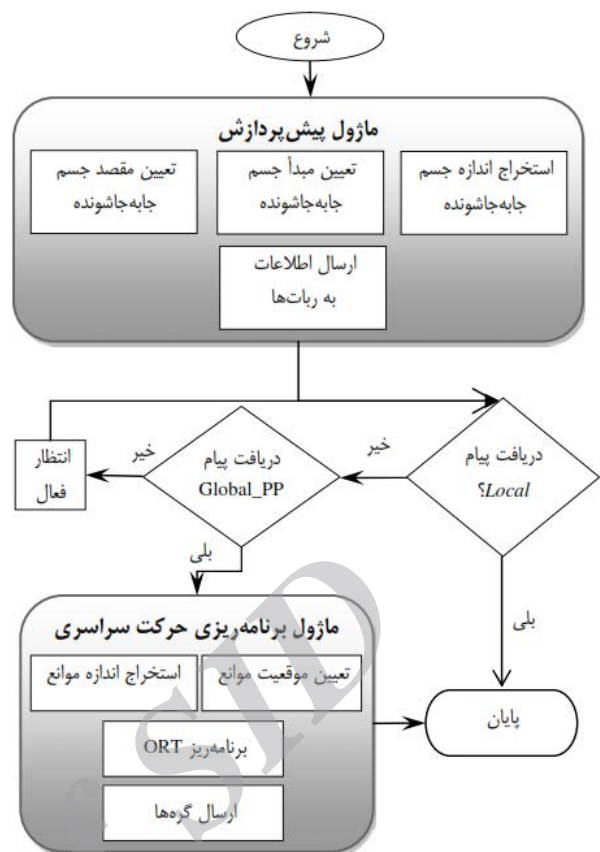 شروع
ماژول پیش‌پردازش
استخراج اندازه جسم
جابه‌جاشونده
تعیین مبدأ جسم
جابه‌جاشونده
تعیین مقصد جسم
جابه‌جاشونده
ارسال اطلاعات
به ربات‌ها
دریافت پیام
Local؟
خیر
دریافت پیام
Global_PP
خیر
انتظار
فعال
بلی
بلی
ماژول برنامه‌ریزی حرکت سراسری
تعیین موقعیت موانع
استخراج اندازه موانع
برنامه‌ریز ORT
ارسال گره‌ها
پایان
SID